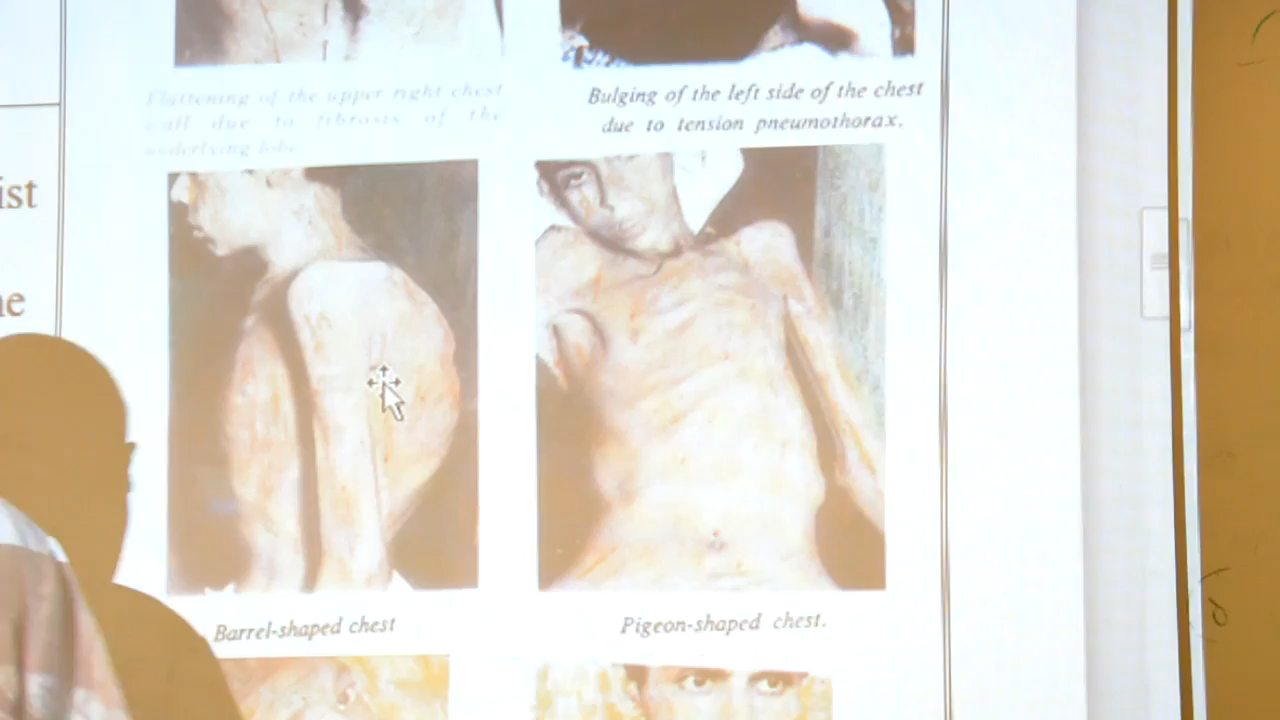 ist
ne
Flattening of the upper right chest
wall due to fibrosis of the
underlying lobe.
Bulging of the left side of the chest
due to tension pneumothorax.
Barrel-shaped chest
Pigeon-shaped chest.